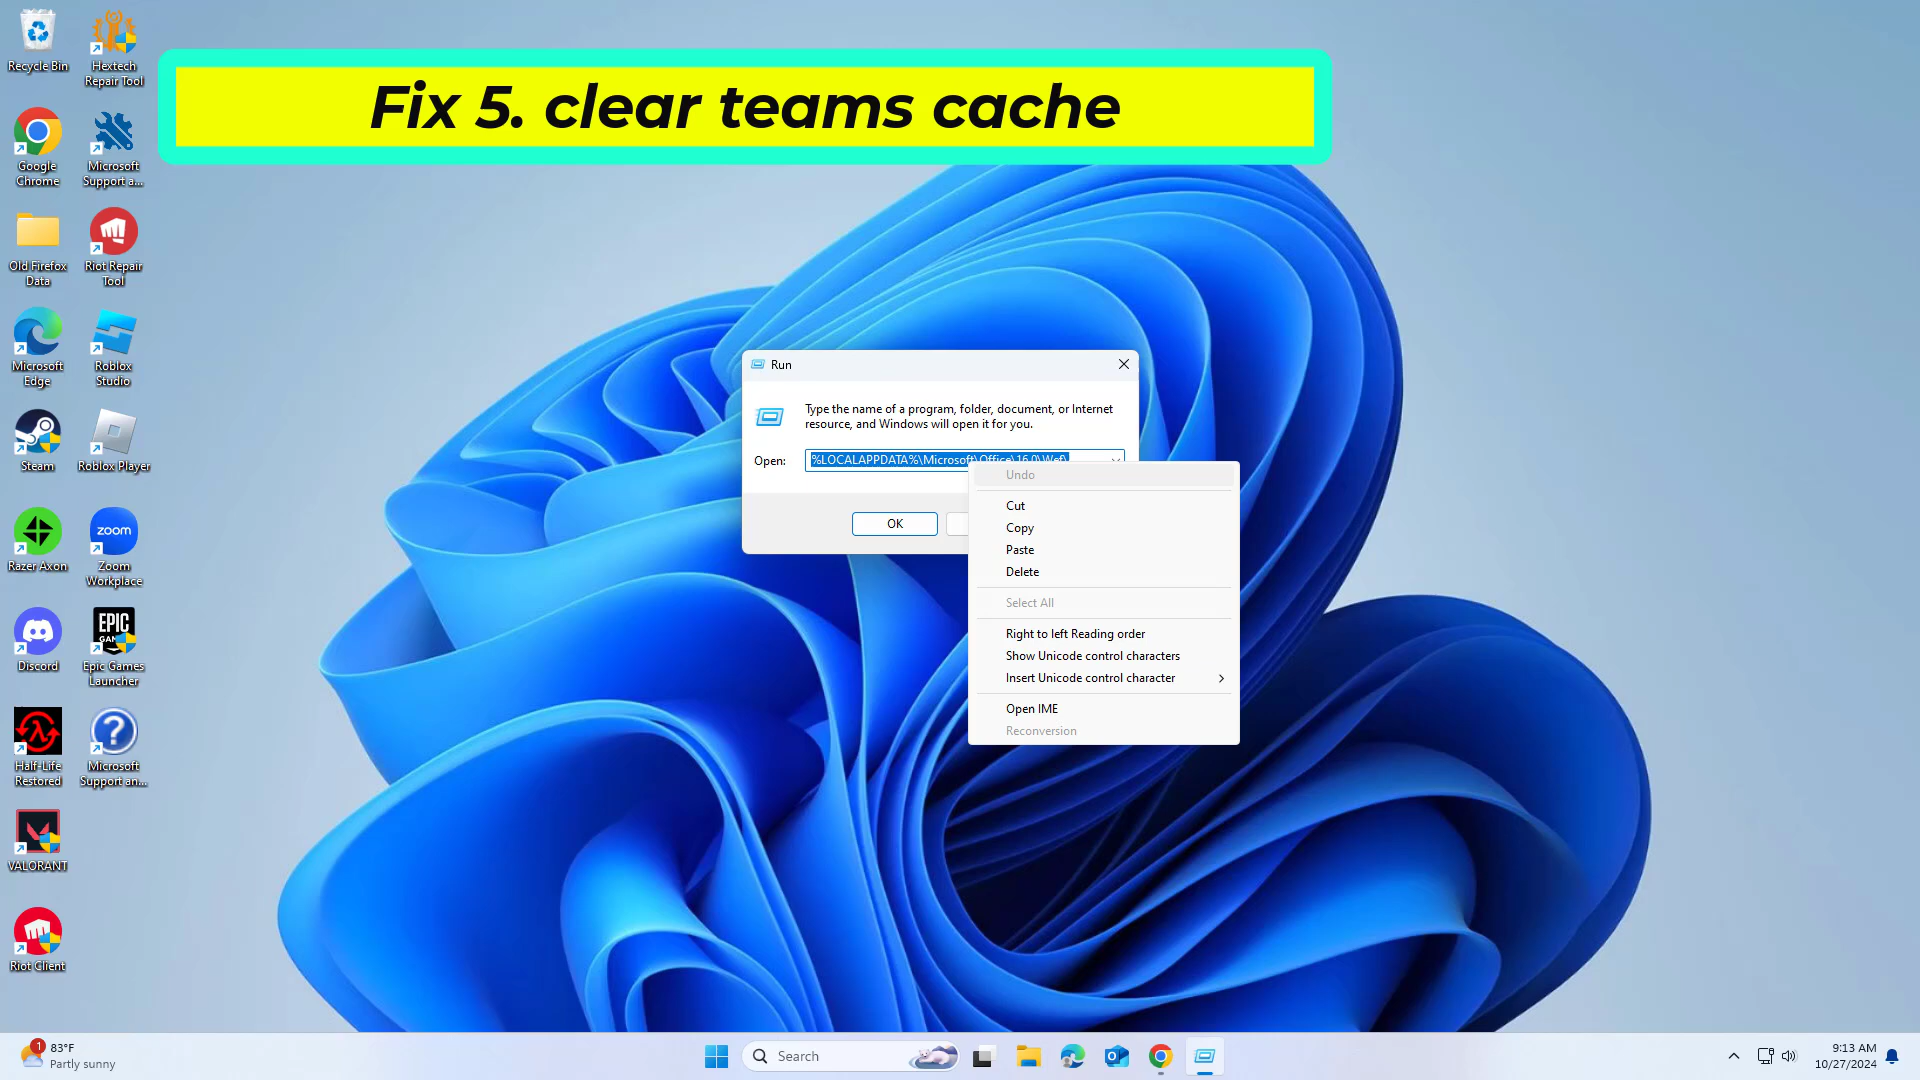 Fix 5. clear teams cache
Recycle Bin
Hextech
Repair Tool
Google
Chrome
Microsoft
Support a...
Old Firefox
Data
Riot Repair
Tool
Microsoft
Edge
Roblox
Studio
Steam
Roblox Player
Razer Axon
zoom
Zoom
Workplace
Discord
EPIC
Epic Games
Launcher
Half-Life
Restored
Microsoft
Support an...
VALORANT
Riot Client
Run
Type the name of a program, folder, document, or Internet
resource, and Windows will open it for you.
Open:
%LOCALAPPDATA%\Microsoft\Office\16.0\Wef\
OK
Undo
Cut
Copy
Paste
Delete
Select All
Right to left Reading order
Show Unicode control characters
Insert Unicode control character
Open IME
Reconversion
1
83°F
Partly sunny
Search
9:13 AM
10/27/2024